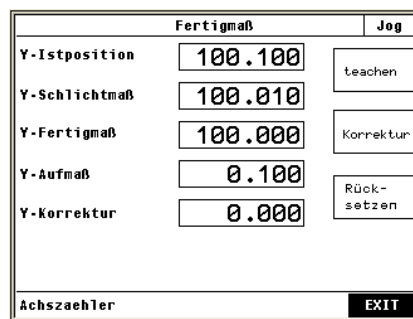 Fertigmaß Jog
Y-Istposition 100.100
teachen
Y-Schlichtmaß 100.010
Y-Fertigmaß 100.000
Korrektur
Y-Aufmaß 0.100
Rück-
setzen
Y-Korrektur 0.000
Achszaehler EXIT